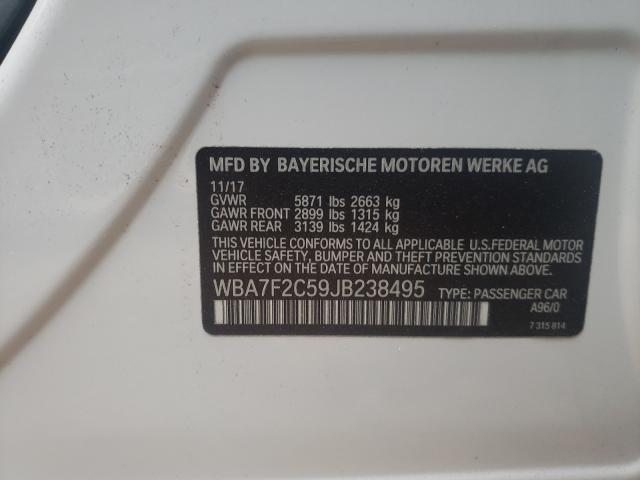 MFD BY BAYERISCHE MOTOREN WERKE AG
11/17
GVWR 5871 lbs 2663 kg
GAWR FRONT 2899 lbs 1315 kg
GAWR REAR 3139 lbs 1424 kg
THIS VEHICLE CONFORMS TO ALL APPLICABLE U.S.FEDERAL MOTOR
VEHICLE SAFETY, BUMPER AND THEFT PREVENTION STANDARDS
IN EFFECT ON THE DATE OF MANUFACTURE SHOWN ABOVE.
WBA7F2C59JB238495 TYPE: PASSENGER CAR
A96/0
7 315 814